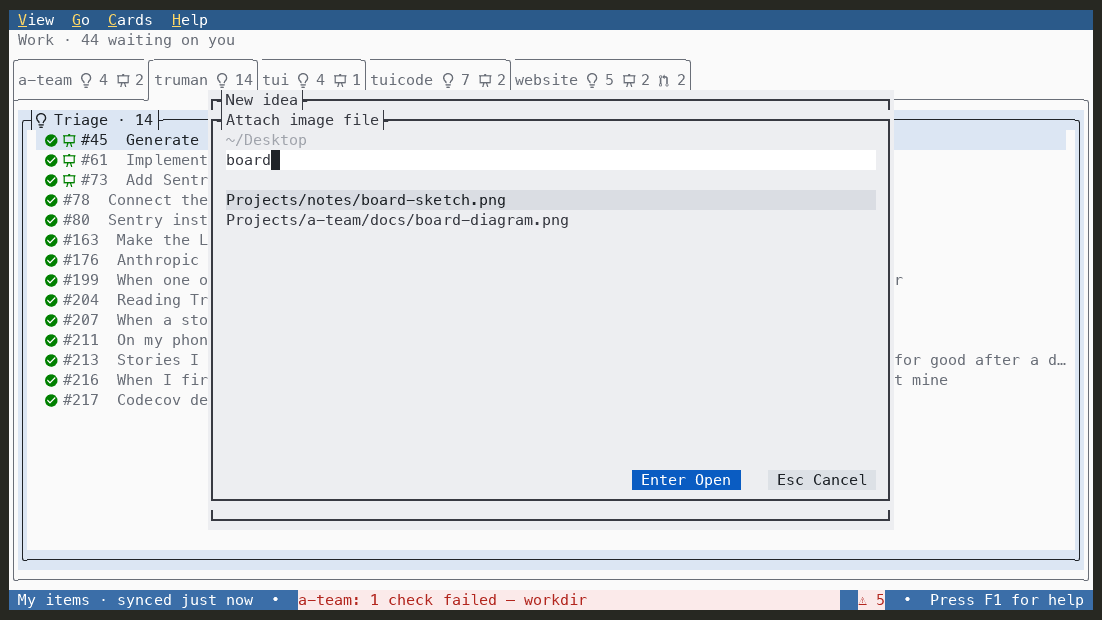 View Go Cards Help
Work · 44 waiting on you
a-team 4 2 truman 14 tui 4 1 tuicode 7 2 website 5 2 2
New idea
Triage · 14 Attach image file
#45 Generate ~/Desktop
#61 Implement board
#73 Add Sentr
#78 Connect the Projects/notes/board-sketch.png
#80 Sentry inst Projects/a-team/docs/board-diagram.png
#163 Make the L
#176 Anthropic
#199 When one o r
#204 Reading Tr
#207 When a sto
#211 On my phon
#213 Stories I for good after a d…
#216 When I fir t mine
#217 Codecov de
Enter Open Esc Cancel
My items · synced just now • a-team: 1 check failed — workdir ⚠ 5 • Press F1 for help